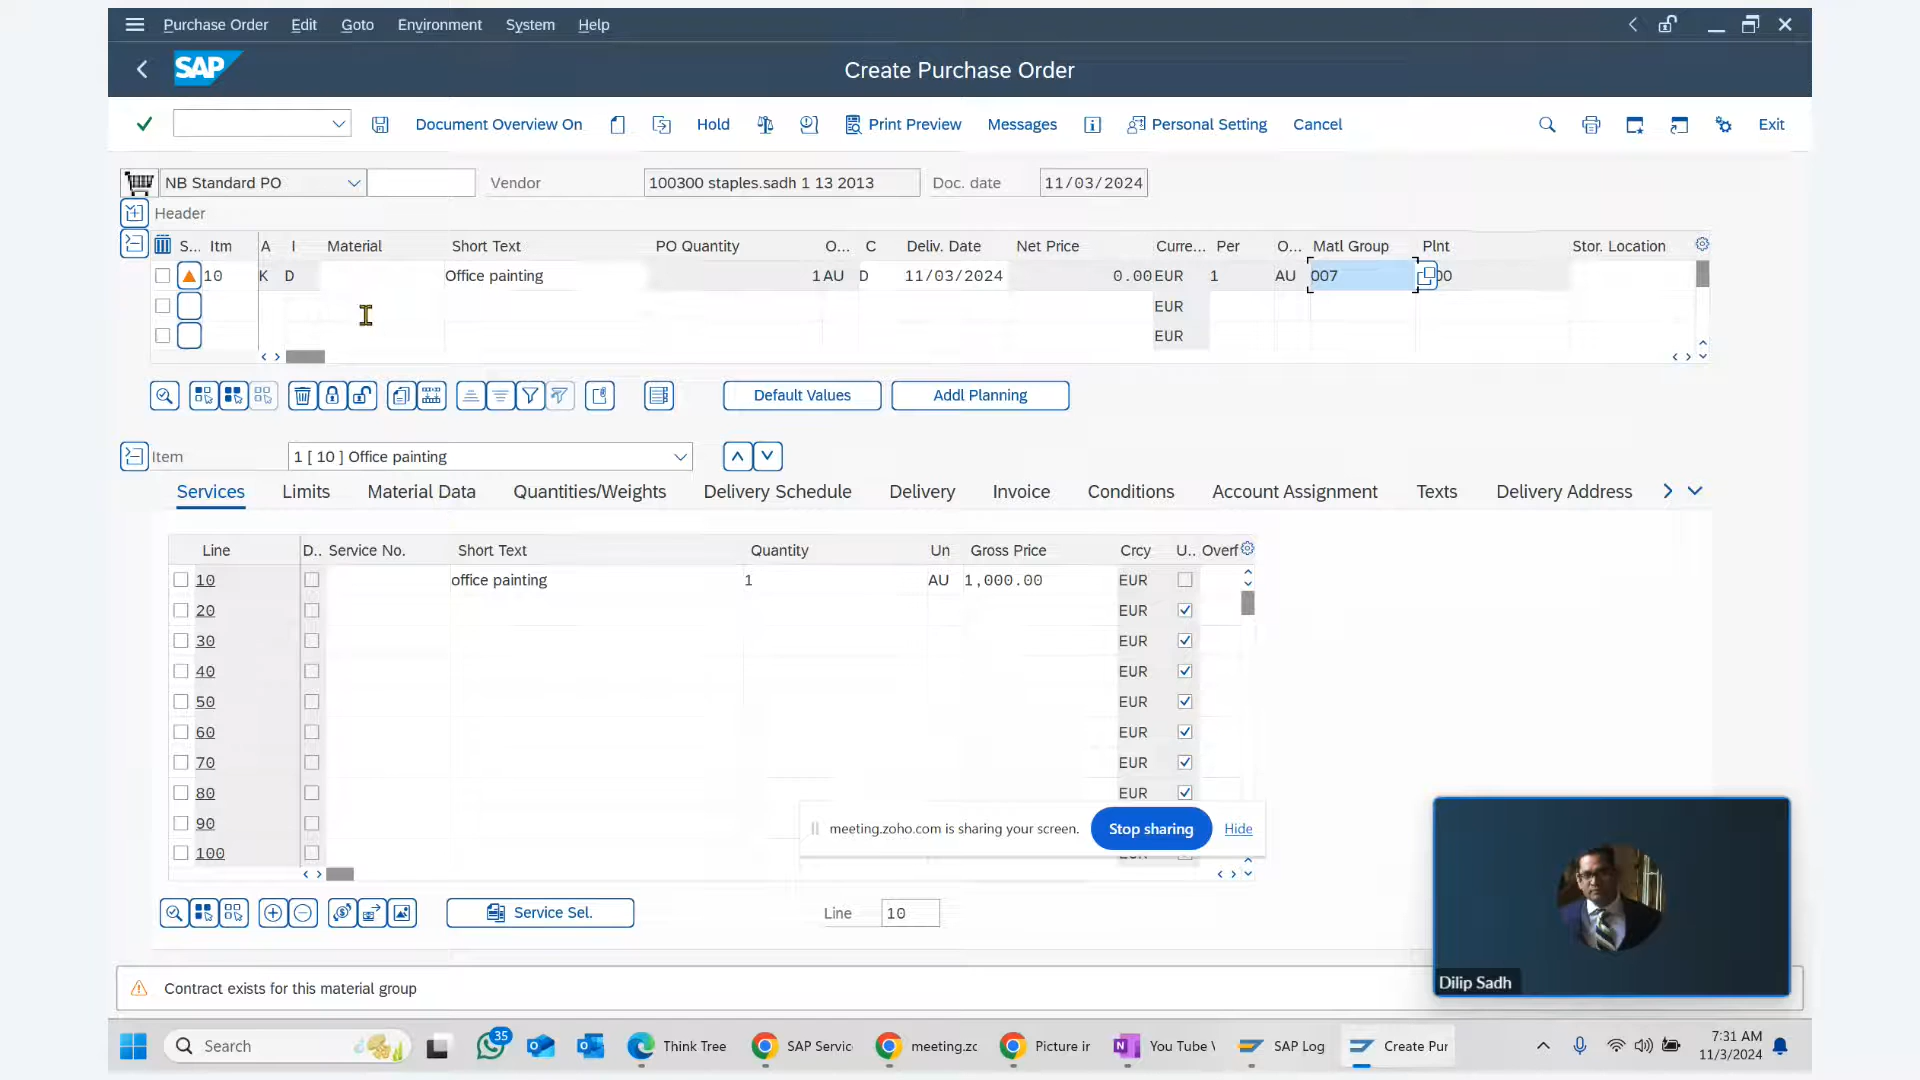 Purchase Order Edit Goto Environment System Help
SAP Create Purchase Order
Document Overview On Hold Print Preview Messages Personal Setting Cancel Exit
NB Standard PO Vendor 100300 staples.sadh 1 13 2013 Doc. date 11/03/2024
Header
S... Itm A I Material Short Text PO Quantity O... C Deliv. Date Net Price Curre... Per O... Matl Group Plnt Stor. Location
10 K D Office painting 1 AU D 11/03/2024 0.00 EUR 1 AU 007 00
EUR
EUR
Default Values Addl Planning
Item 1 [ 10 ] Office painting
Services Limits Material Data Quantities/Weights Delivery Schedule Delivery Invoice Conditions Account Assignment Texts Delivery Address
Line D.. Service No. Short Text Quantity Un Gross Price Crcy U.. Overf
10 office painting 1 AU 1,000.00 EUR
20 EUR
30 EUR
40 EUR
50 EUR
60 EUR
70 EUR
80 EUR
90
100 EUR
meeting.zoho.com is sharing your screen. Stop sharing Hide
Service Sel. Line 10
Dilip Sadh
Contract exists for this material group
Search 35 Think Tree SAP Servic meeting.zc Picture ir You Tube SAP Log Create Pur
7:31 AM
11/3/2024